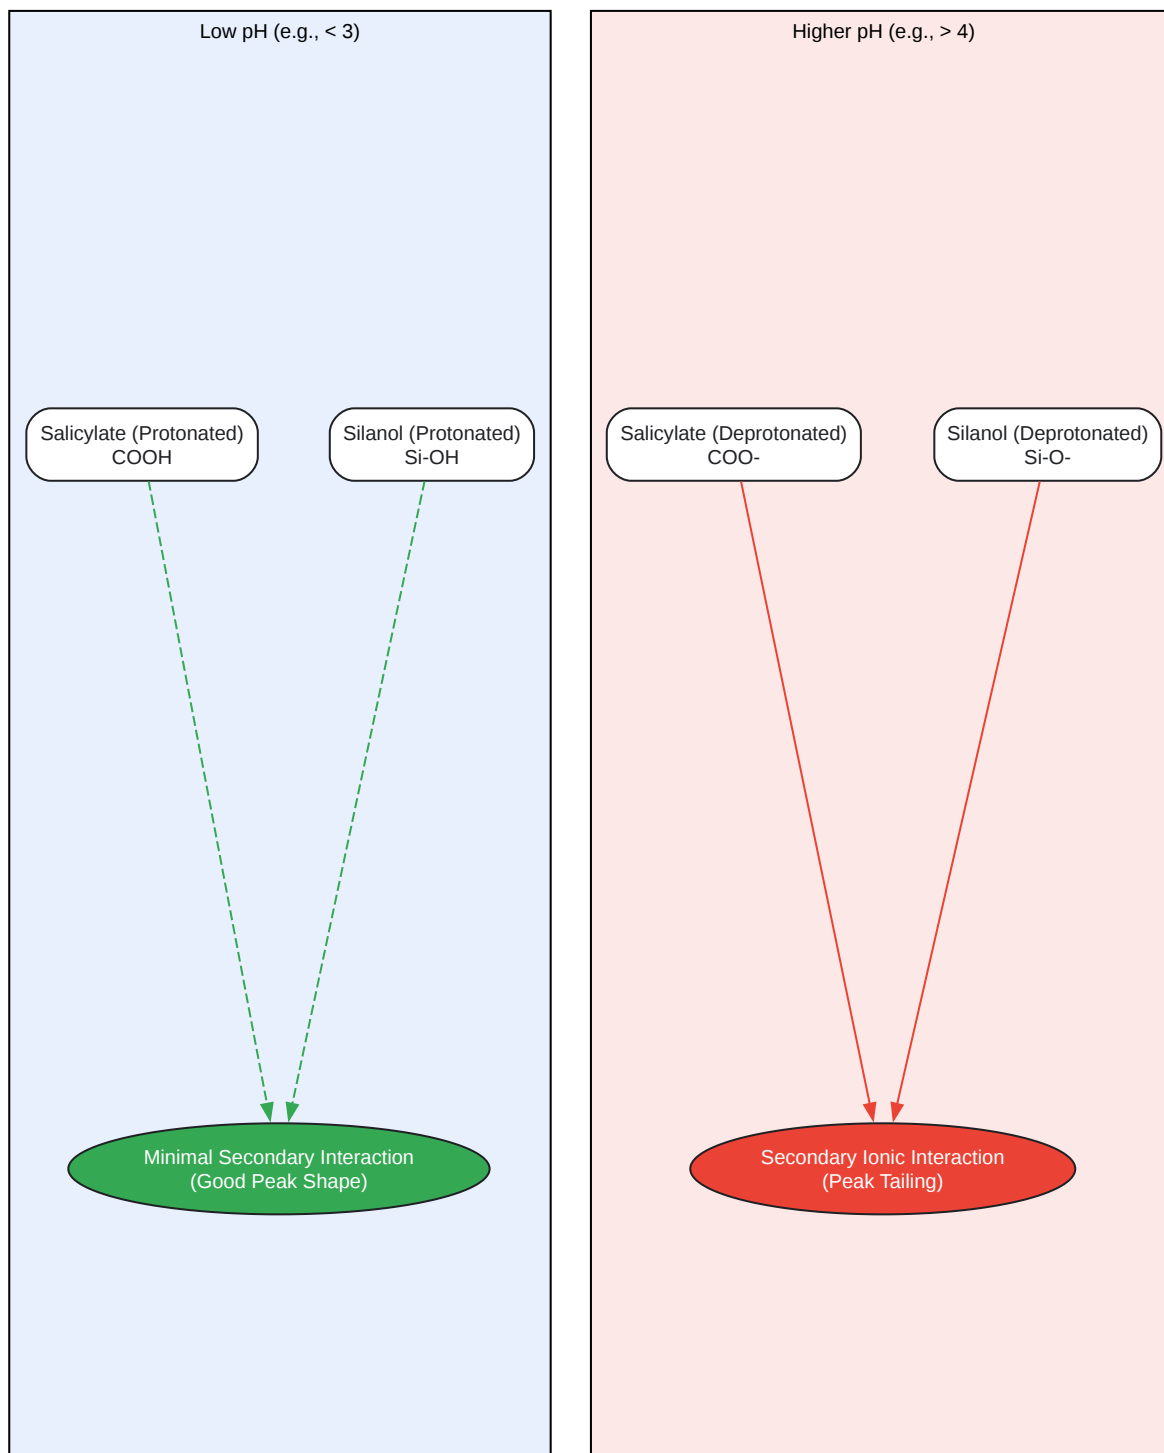 Low pH (e.g., < 3)
Salicylate (Protonated)
COOH
Silanol (Protonated)
Si-OH
Minimal Secondary Interaction
(Good Peak Shape)
Higher pH (e.g., > 4)
Salicylate (Deprotonated)
COO-
Silanol (Deprotonated)
Si-O-
Secondary Ionic Interaction
(Peak Tailing)